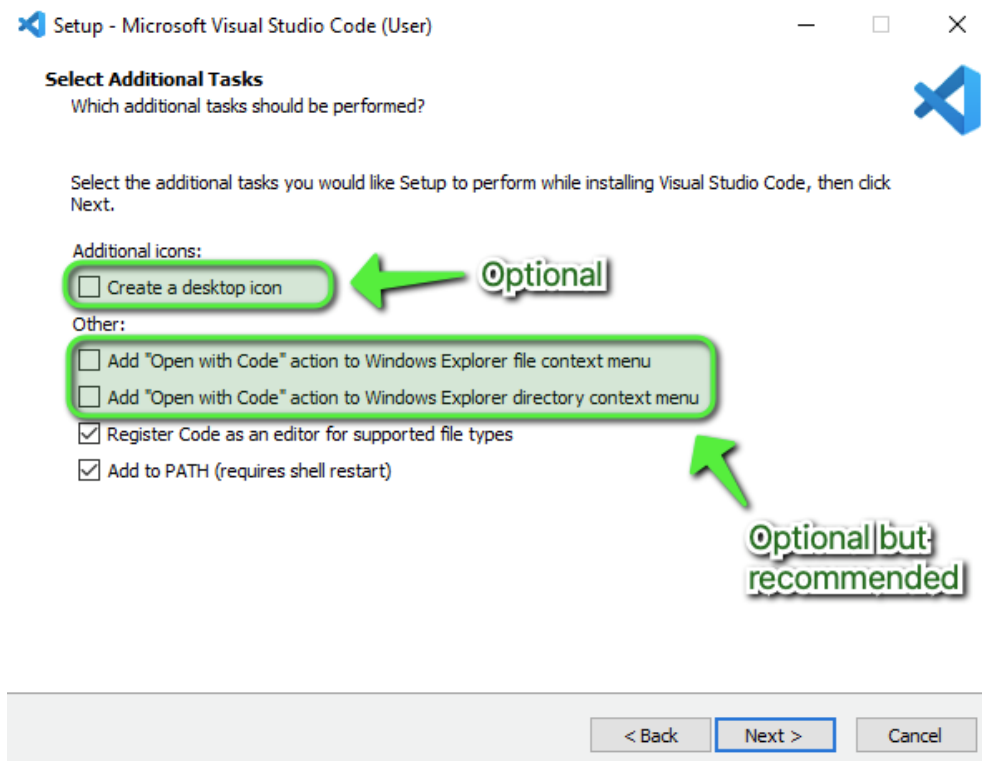 Setup - Microsoft Visual Studio Code (User)
Select Additional Tasks
Which additional tasks should be performed?
Select the additional tasks you would like Setup to perform while installing Visual Studio Code, then click
Next.
Additional icons:
Create a desktop icon
Optional
Other:
Add "Open with Code" action to Windows Explorer file context menu
Add "Open with Code" action to Windows Explorer directory context menu
Register Code as an editor for supported file types
Add to PATH (requires shell restart)
Optional but
recommended
< Back
Next >
Cancel